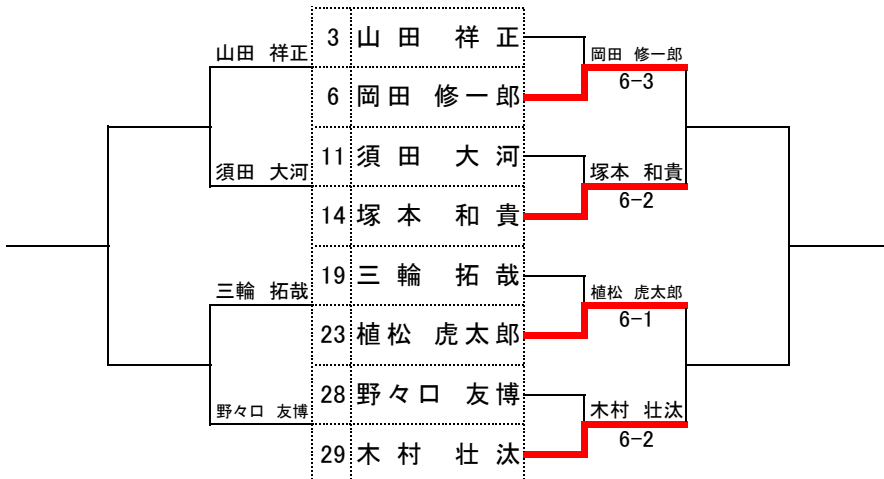 3 山田 祥正
山田 祥正
岡田 修一郎
6-3
6 岡田 修一郎
11 須田 大河
須田 大河
塚本 和貴
6-2
14 塚本 和貴
19 三輪 拓哉
三輪 拓哉
植松 虎太郎
6-1
23 植松 虎太郎
28 野々口 友博
野々口 友博
木村 壮汰
6-2
29 木村 壮汰